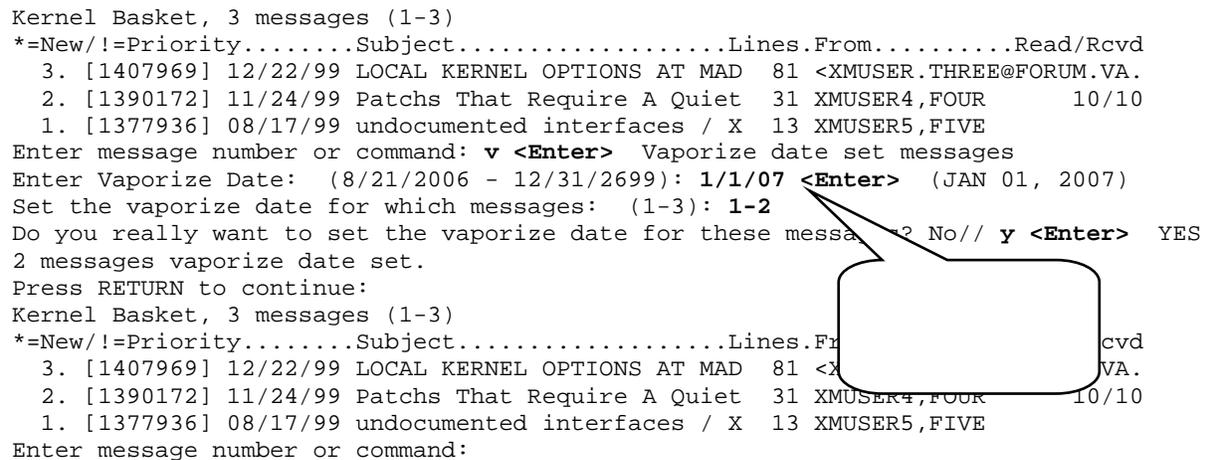 Kernel Basket, 3 messages (1-3)
*=New/!=Priority........Subject...................Lines.From..........Read/Rcvd
3. [1407969] 12/22/99 LOCAL KERNEL OPTIONS AT MAD 81 <XMUSER.THREE@FORUM.VA.
2. [1390172] 11/24/99 Patchs That Require A Quiet 31 XMUSER4,FOUR 10/10
1. [1377936] 08/17/99 undocumented interfaces / X 13 XMUSER5,FIVE
Enter message number or command: v <Enter> Vaporize date set messages
Enter Vaporize Date: (8/21/2006 - 12/31/2699): 1/1/07 <Enter> (JAN 01, 2007)
Set the vaporize date for which messages: (1-3): 1-2
Do you really want to set the vaporize date for these messages? No// y <Enter> YES
2 messages vaporize date set.
Press RETURN to continue:
Kernel Basket, 3 messages (1-3)
*=New/!=Priority........Subject...................Lines.Fr cvd
3. [1407969] 12/22/99 LOCAL KERNEL OPTIONS AT MAD 81 <X VA.
2. [1390172] 11/24/99 Patchs That Require A Quiet 31 XMUSER4,FOUR 10/10
1. [1377936] 08/17/99 undocumented interfaces / X 13 XMUSER5,FIVE
Enter message number or command: